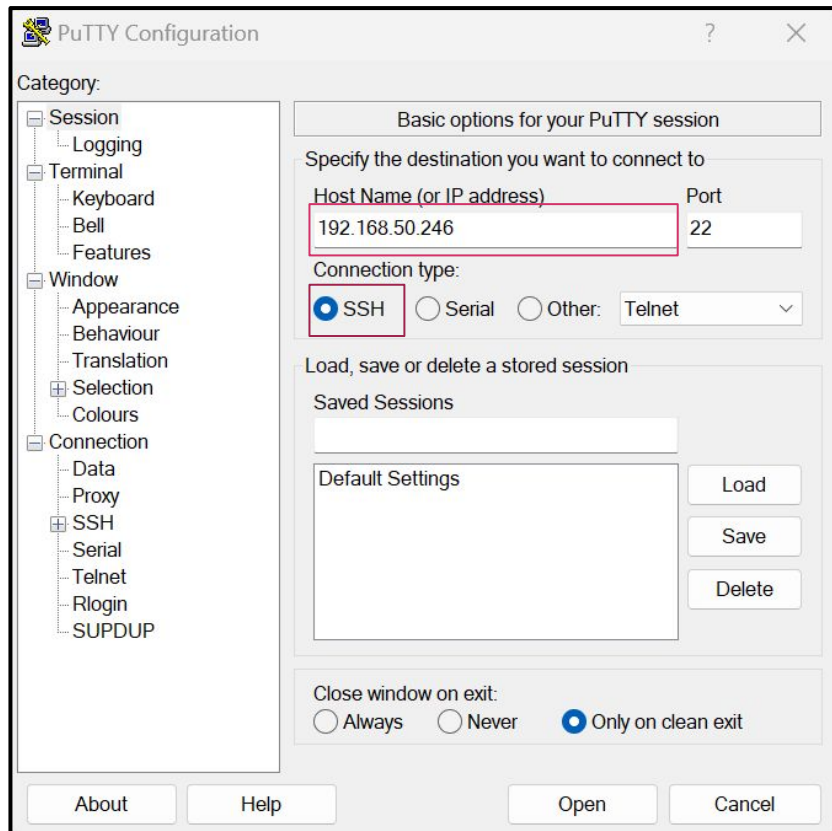 PuTTY Configuration
Category:
Session
Logging
Terminal
Keyboard
Bell
Features
Window
Appearance
Behaviour
Translation
Selection
Colours
Connection
Data
Proxy
SSH
Serial
Telnet
Rlogin
SUPDUP
Basic options for your PuTTY session
Specify the destination you want to connect to
Host Name (or IP address) Port
192.168.50.246 22
Connection type:
SSH Serial Other: Telnet
Load, save or delete a stored session
Saved Sessions
Default Settings
Load
Save
Delete
Close window on exit:
Always Never Only on clean exit
About Help Open Cancel